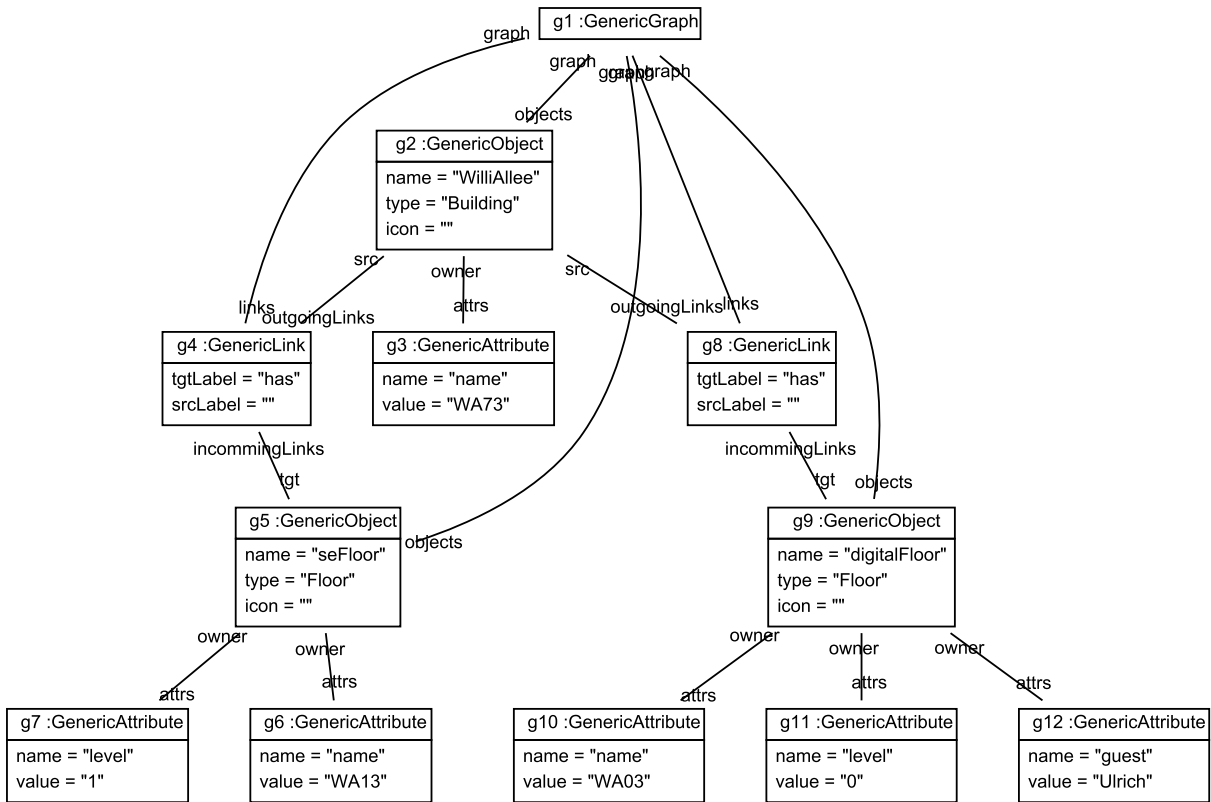 g1 :GenericGraph
graph
graph
graph
graph
graph
objects
g2 :GenericObject
name = "WilliAllee"
type = "Building"
icon = ""
src
owner
src
links
outgoingLinks
attrs
outgoingLinks
links
g4 :GenericLink
tgtLabel = "has"
srcLabel = ""
g3 :GenericAttribute
name = "name"
value = "WA73"
g8 :GenericLink
tgtLabel = "has"
srcLabel = ""
incommingLinks
tgt
incommingLinks
tgt
objects
g5 :GenericObject
name = "seFloor"
type = "Floor"
icon = ""
objects
g9 :GenericObject
name = "digitalFloor"
type = "Floor"
icon = ""
owner
owner
owner
owner
owner
attrs
attrs
attrs
attrs
attrs
g7 :GenericAttribute
name = "level"
value = "1"
g6 :GenericAttribute
name = "name"
value = "WA13"
g10 :GenericAttribute
name = "name"
value = "WA03"
g11 :GenericAttribute
name = "level"
value = "0"
g12 :GenericAttribute
name = "guest"
value = "Ulrich"